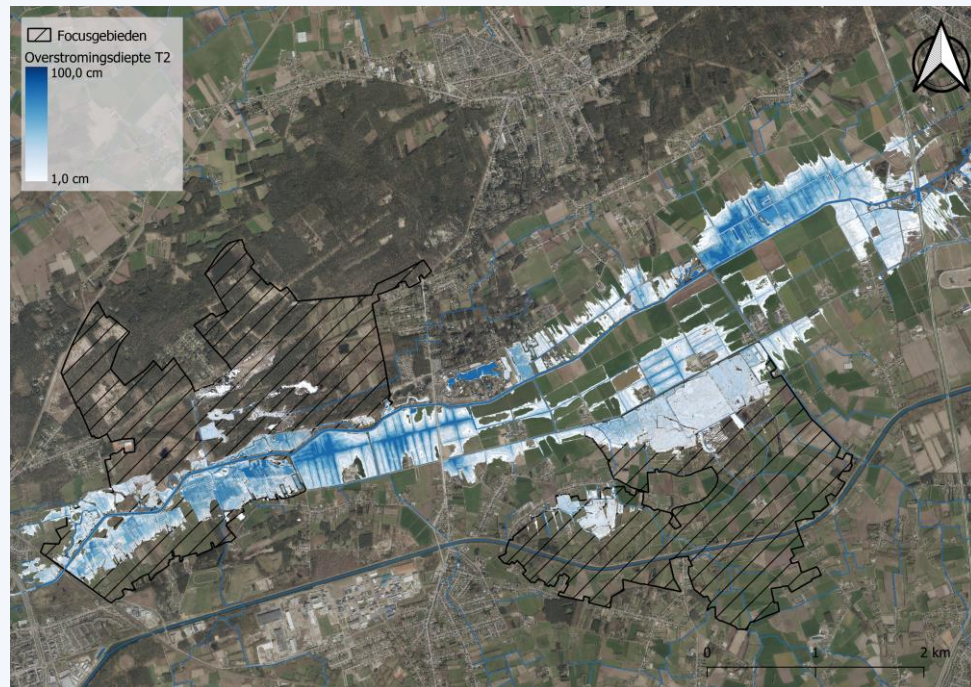 Focusgebieden
Overstromingsdiepte T2
100,0 cm
1,0 cm
0 1 2 km